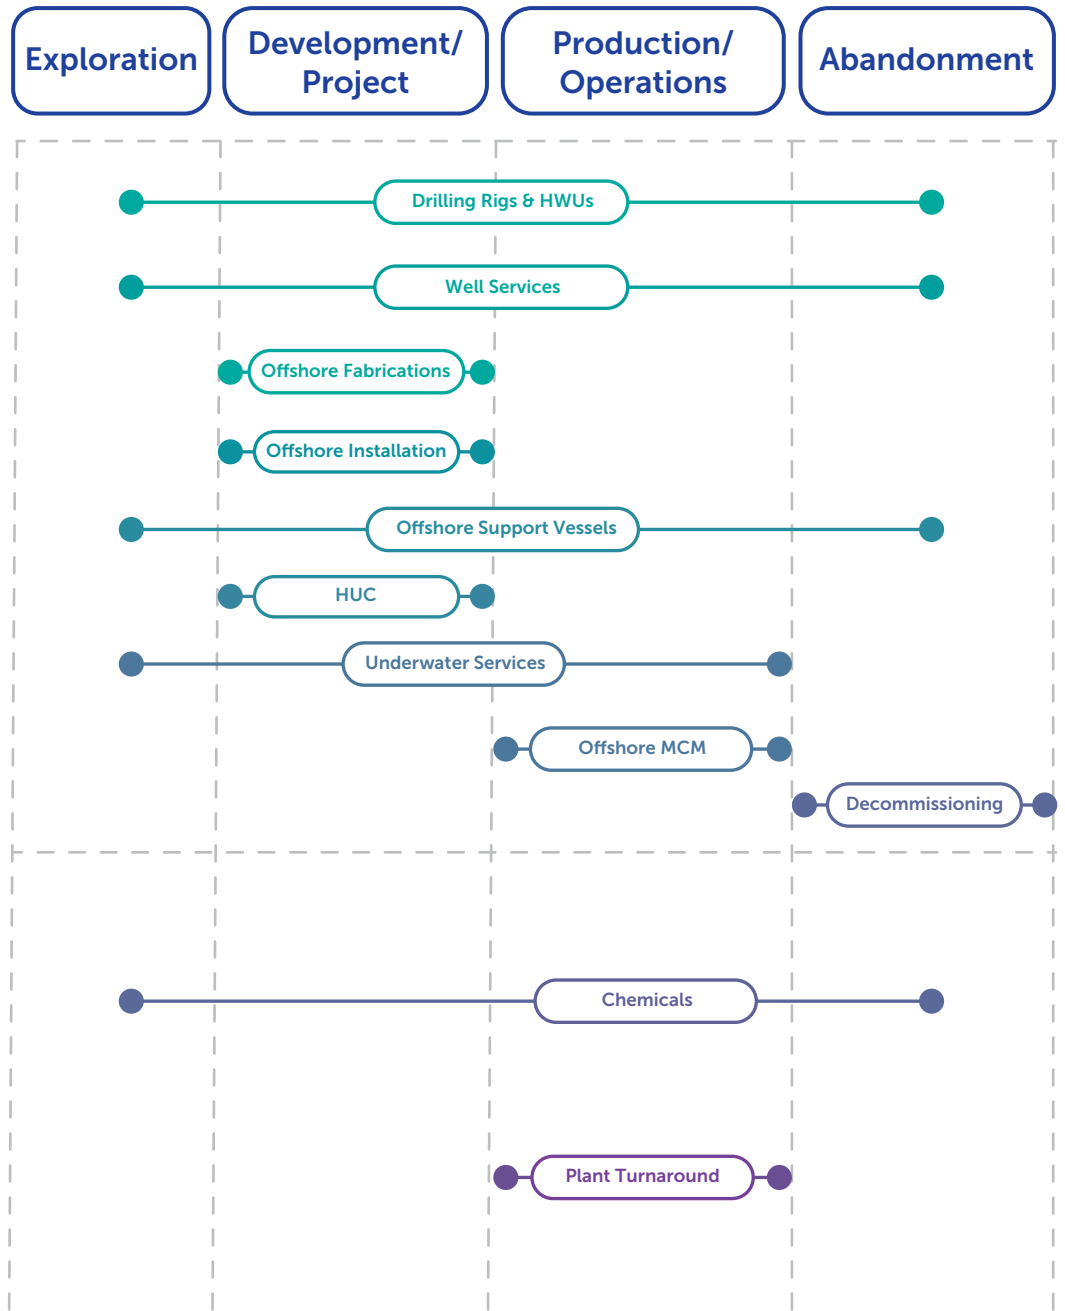 Exploration
Development/
Project
Production/
Operations
Abandonment
Drilling Rigs & HWUs
Well Services
Offshore Fabrications
Offshore Installation
Offshore Support Vessels
HUC
Underwater Services
Offshore MCM
Decommissioning
Chemicals
Plant Turnaround